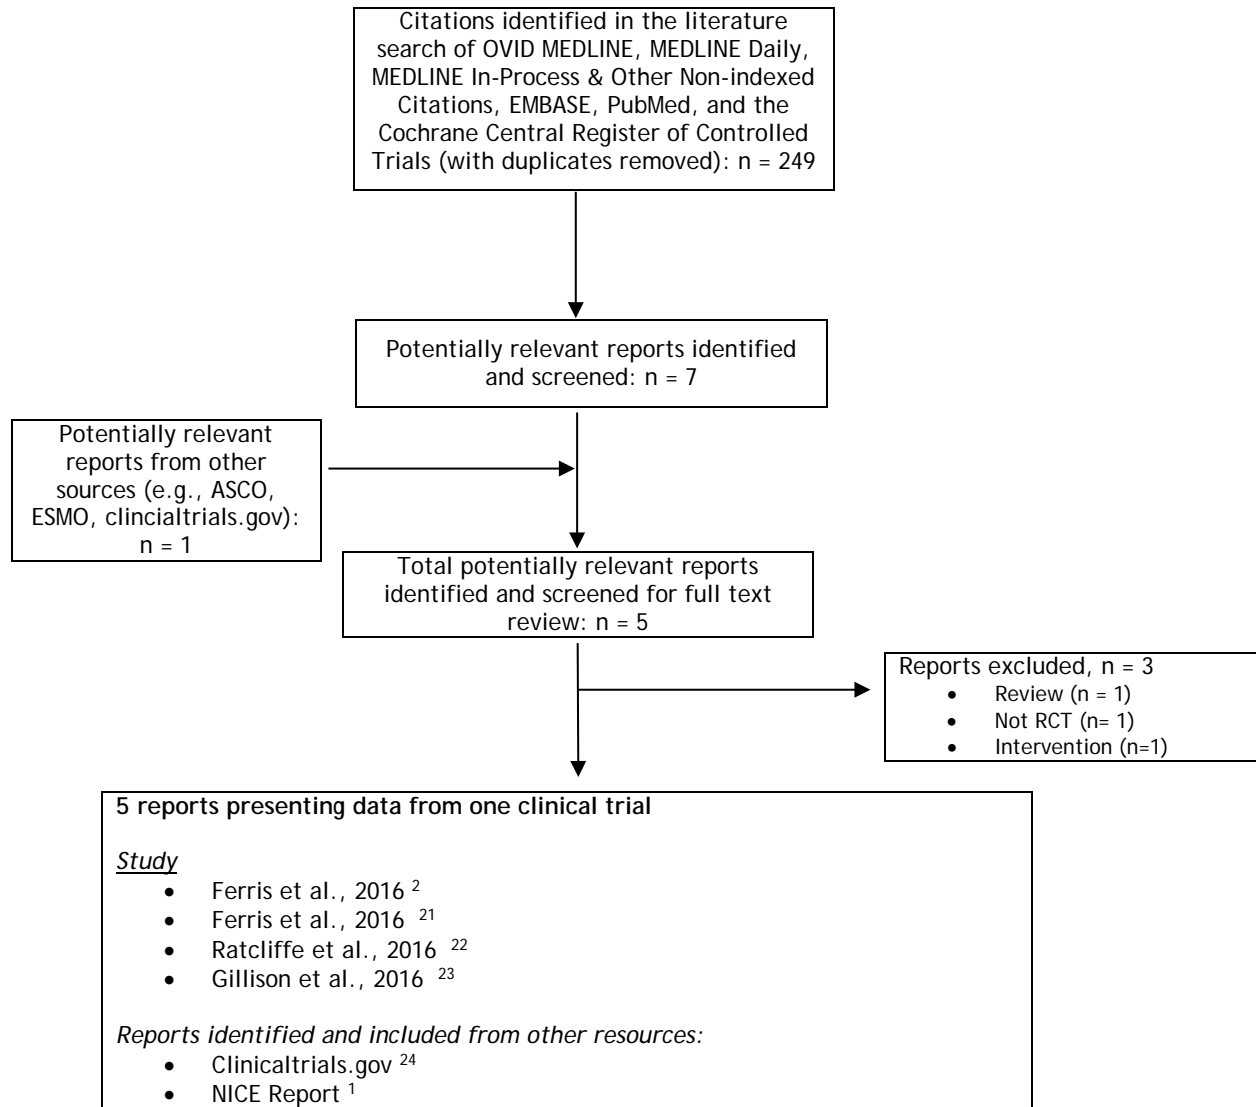 Citations identified in the literature
search of OVID MEDLINE, MEDLINE Daily,
MEDLINE In-Process & Other Non-indexed
Citations, EMBASE, PubMed, and the
Cochrane Central Register of Controlled
Trials (with duplicates removed): n = 249
Potentially relevant reports identified
and screened: n = 7
Potentially relevant
reports from other
sources (e.g., ASCO,
ESMO, clincialtrials.gov):
n = 1
Total potentially relevant reports
identified and screened for full text
review: n = 5
Reports excluded, n = 3
• Review (n = 1)
• Not RCT (n= 1)
• Intervention (n=1)
5 reports presenting data from one clinical trial
Study
• Ferris et al., 2016 2
• Ferris et al., 2016 21
• Ratcliffe et al., 2016 22
• Gillison et al., 2016 23
Reports identified and included from other resources:
• Clinicaltrials.gov 24
• NICE Report 1